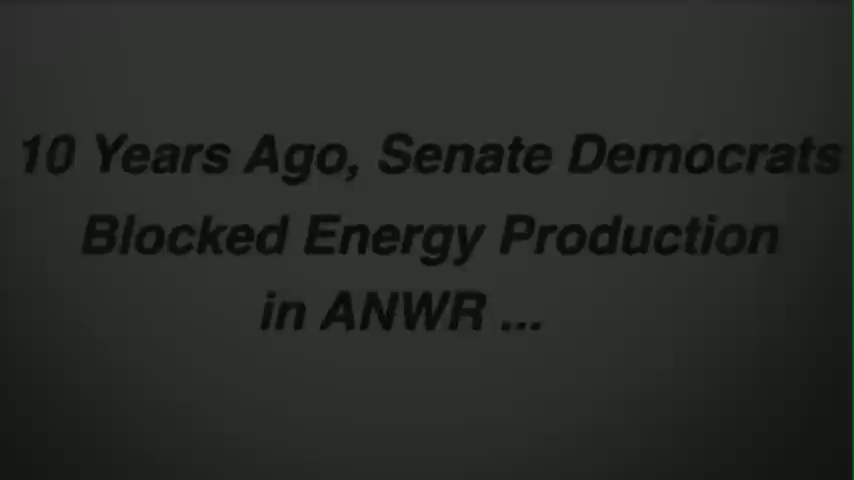 10 Years Ago, Senate Democrats
Blocked Energy Production
in ANWR ...